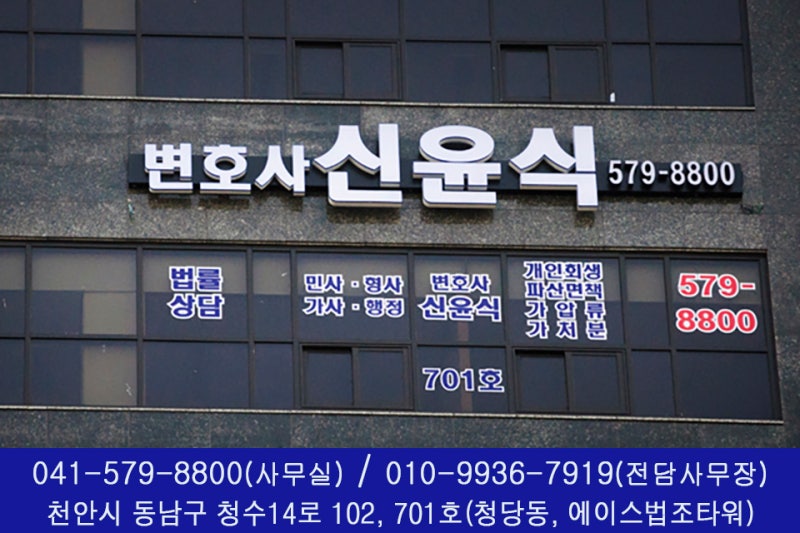 변호사 신윤식 579-8800
법률
상담
민사·형사
가사·행정
변호사
신윤식
개인회생
파산면책
가압류
가처분
579-
8800
701호
041-579-8800(사무실) / 010-9936-7919(전담사무장)
천안시 동남구 청수14로 102, 701호(청당동, 에이스법조타워)